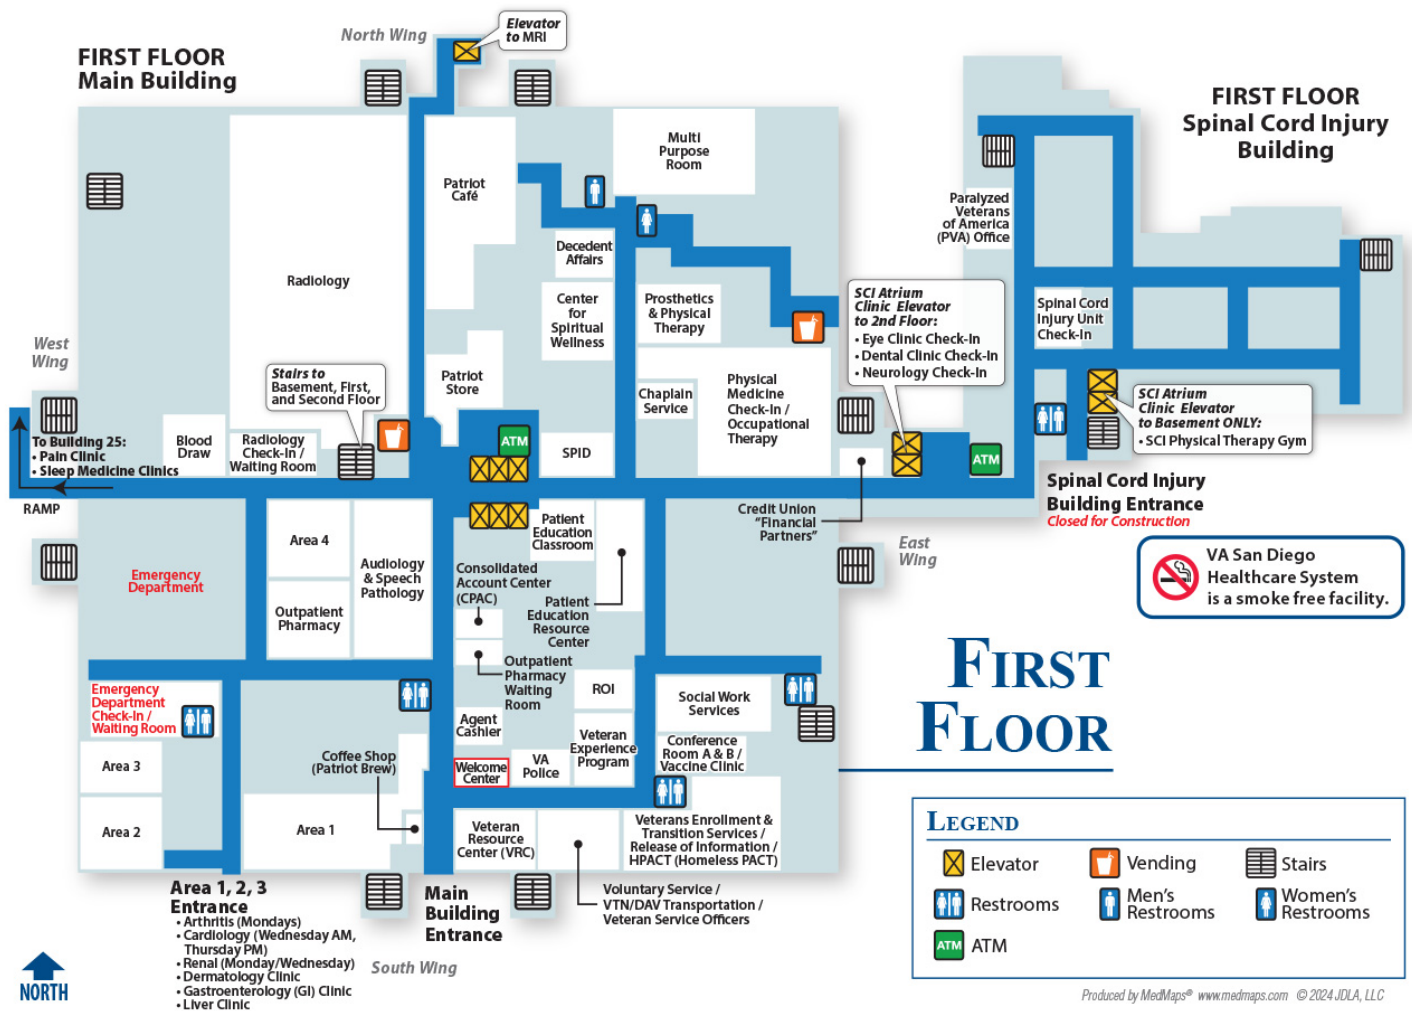 FIRST FLOOR
Main Building
North Wing
Elevator
to MRI
FIRST FLOOR
Spinal Cord Injury
Building
Multi
Purpose
Room
Patriot
Café
Paralyzed
Veterans
of America
(PVA) Office
Decedent
Affairs
Radiology
Center
for
Spiritual
Wellness
Prosthetics
& Physical
Therapy
SCI Atrium
Clinic Elevator
to 2nd Floor:
• Eye Clinic Check-In
• Dental Clinic Check-In
• Neurology Check-In
Spinal Cord
Injury Unit
Check-In
West
Wing
Stairs to
Basement, First,
and Second Floor
Patriot
Store
Chaplain
Service
Physical
Medicine
Check-In /
Occupational
Therapy
SCI Atrium
Clinic Elevator
to Basement ONLY:
• SCI Physical Therapy Gym
To Building 25:
• Pain Clinic
• Sleep Medicine Clinics
RAMP
Blood
Draw
Radiology
Check-In /
Waiting Room
ATM
SPID
ATM
Spinal Cord Injury
Building Entrance
Closed for Construction
Credit Union
"Financial
Partners"
East
Wing
Area 4
Patient
Education
Classroom
Emergency
Department
Audiology
& Speech
Pathology
Consolidated
Account Center
(CPAC)
Outpatient
Pharmacy
Patient
Education
Resource
Center
VA San Diego
Healthcare System
is a smoke free facility.
Outpatient
Pharmacy
Waiting
Room
Emergency
Department
Check-In /
Waiting Room
ROI
Social Work
Services
Agent
Cashier
Veteran
Experience
Program
Conference
Room A & B /
Vaccine Clinic
Coffee Shop
(Patriot Brew)
Welcome
Center
VA
Police
Area 3
Area 2
Area 1
Veteran
Resource
Center (VRC)
Veterans Enrollment &
Transition Services /
Release of Information /
HPACT (Homeless PACT)
Area 1, 2, 3
Entrance
• Arthritis (Mondays)
• Cardiology (Wednesday AM,
Thursday PM)
• Renal (Monday/Wednesday)
• Dermatology Clinic
• Gastroenterology (GI) Clinic
• Liver Clinic
Main
Building
Entrance
Voluntary Service /
VTN/DAV Transportation /
Veteran Service Officers
South Wing
NORTH
FIRST
FLOOR
LEGEND
Elevator
Vending
Stairs
Restrooms
Men's
Restrooms
Women's
Restrooms
ATM ATM
Produced by MedMaps® www.medmaps.com © 2024 JDLA, LLC